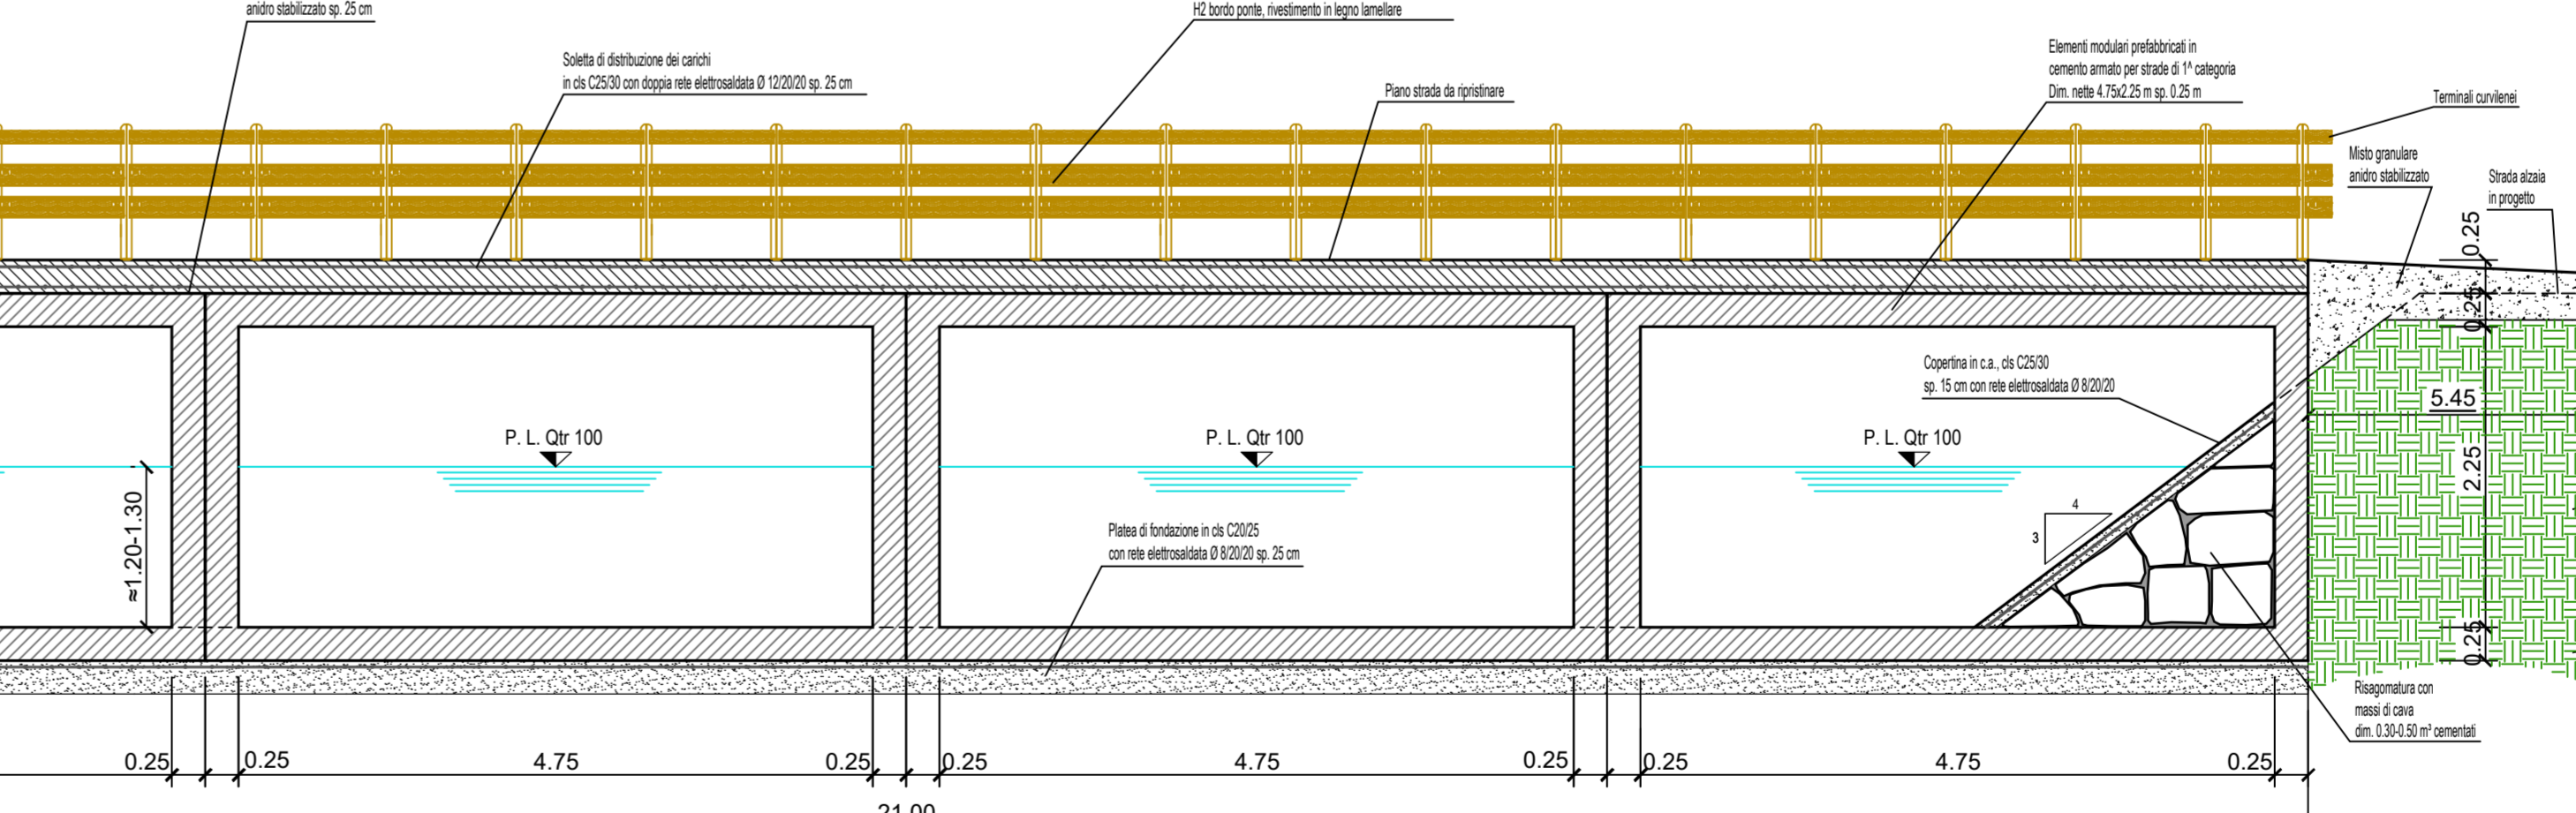 anidro stabilizzato sp. 25 cm
H2 bordo ponte, rivestimento in legno lamellare
Soletta di distribuzione dei carichi
in cls C25/30 con doppia rete elettrosaldata Ø 12/20/20 sp. 25 cm
Piano strada da ripristinare
Elementi modulari prefabbricati in
cemento armato per strade di 1^ categoria
Dim. nette 4.75x2.25 m sp. 0.25 m
Terminali curvilenei
Misto granulare
anidro stabilizzato
Strada alzaia
in progetto
0.25
0.25
Copertina in c.a., cls C25/30
sp. 15 cm con rete elettrosaldata Ø 8/20/20
5.45
P. L. Qtr 100
P. L. Qtr 100
P. L. Qtr 100
2.25
≈1.20-1.30
4
3
Platea di fondazione in cls C20/25
con rete elettrosaldata Ø 8/20/20 sp. 25 cm
0.25
Risagomatura con
massi di cava
dim. 0.30-0.50 m³ cementati
0.25
0.25
4.75
0.25
0.25
4.75
0.25
0.25
4.75
0.25
21.00